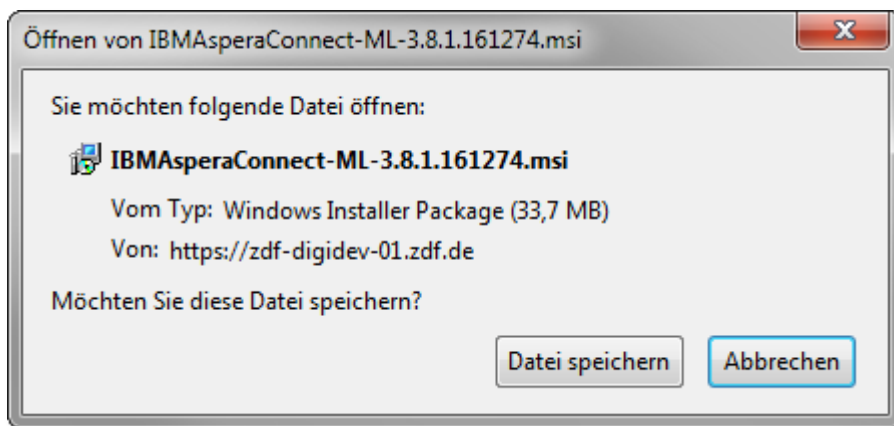 Öffnen von IBMAsperaConnect-ML-3.8.1.161274.msi
Sie möchten folgende Datei öffnen:
IBMAsperaConnect-ML-3.8.1.161274.msi
Vom Typ: Windows Installer Package (33,7 MB)
Von: https://zdf-digidev-01.zdf.de
Möchten Sie diese Datei speichern?
Datei speichern Abbrechen